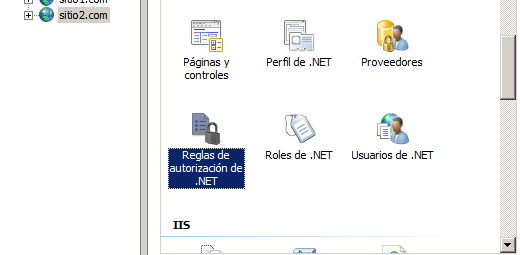 sitio1.com
sitio2.com
Páginas y
controles
Perfil de .NET
Proveedores
Reglas de
autorización de
.NET
Roles de .NET
Usuarios de .NET
IIS